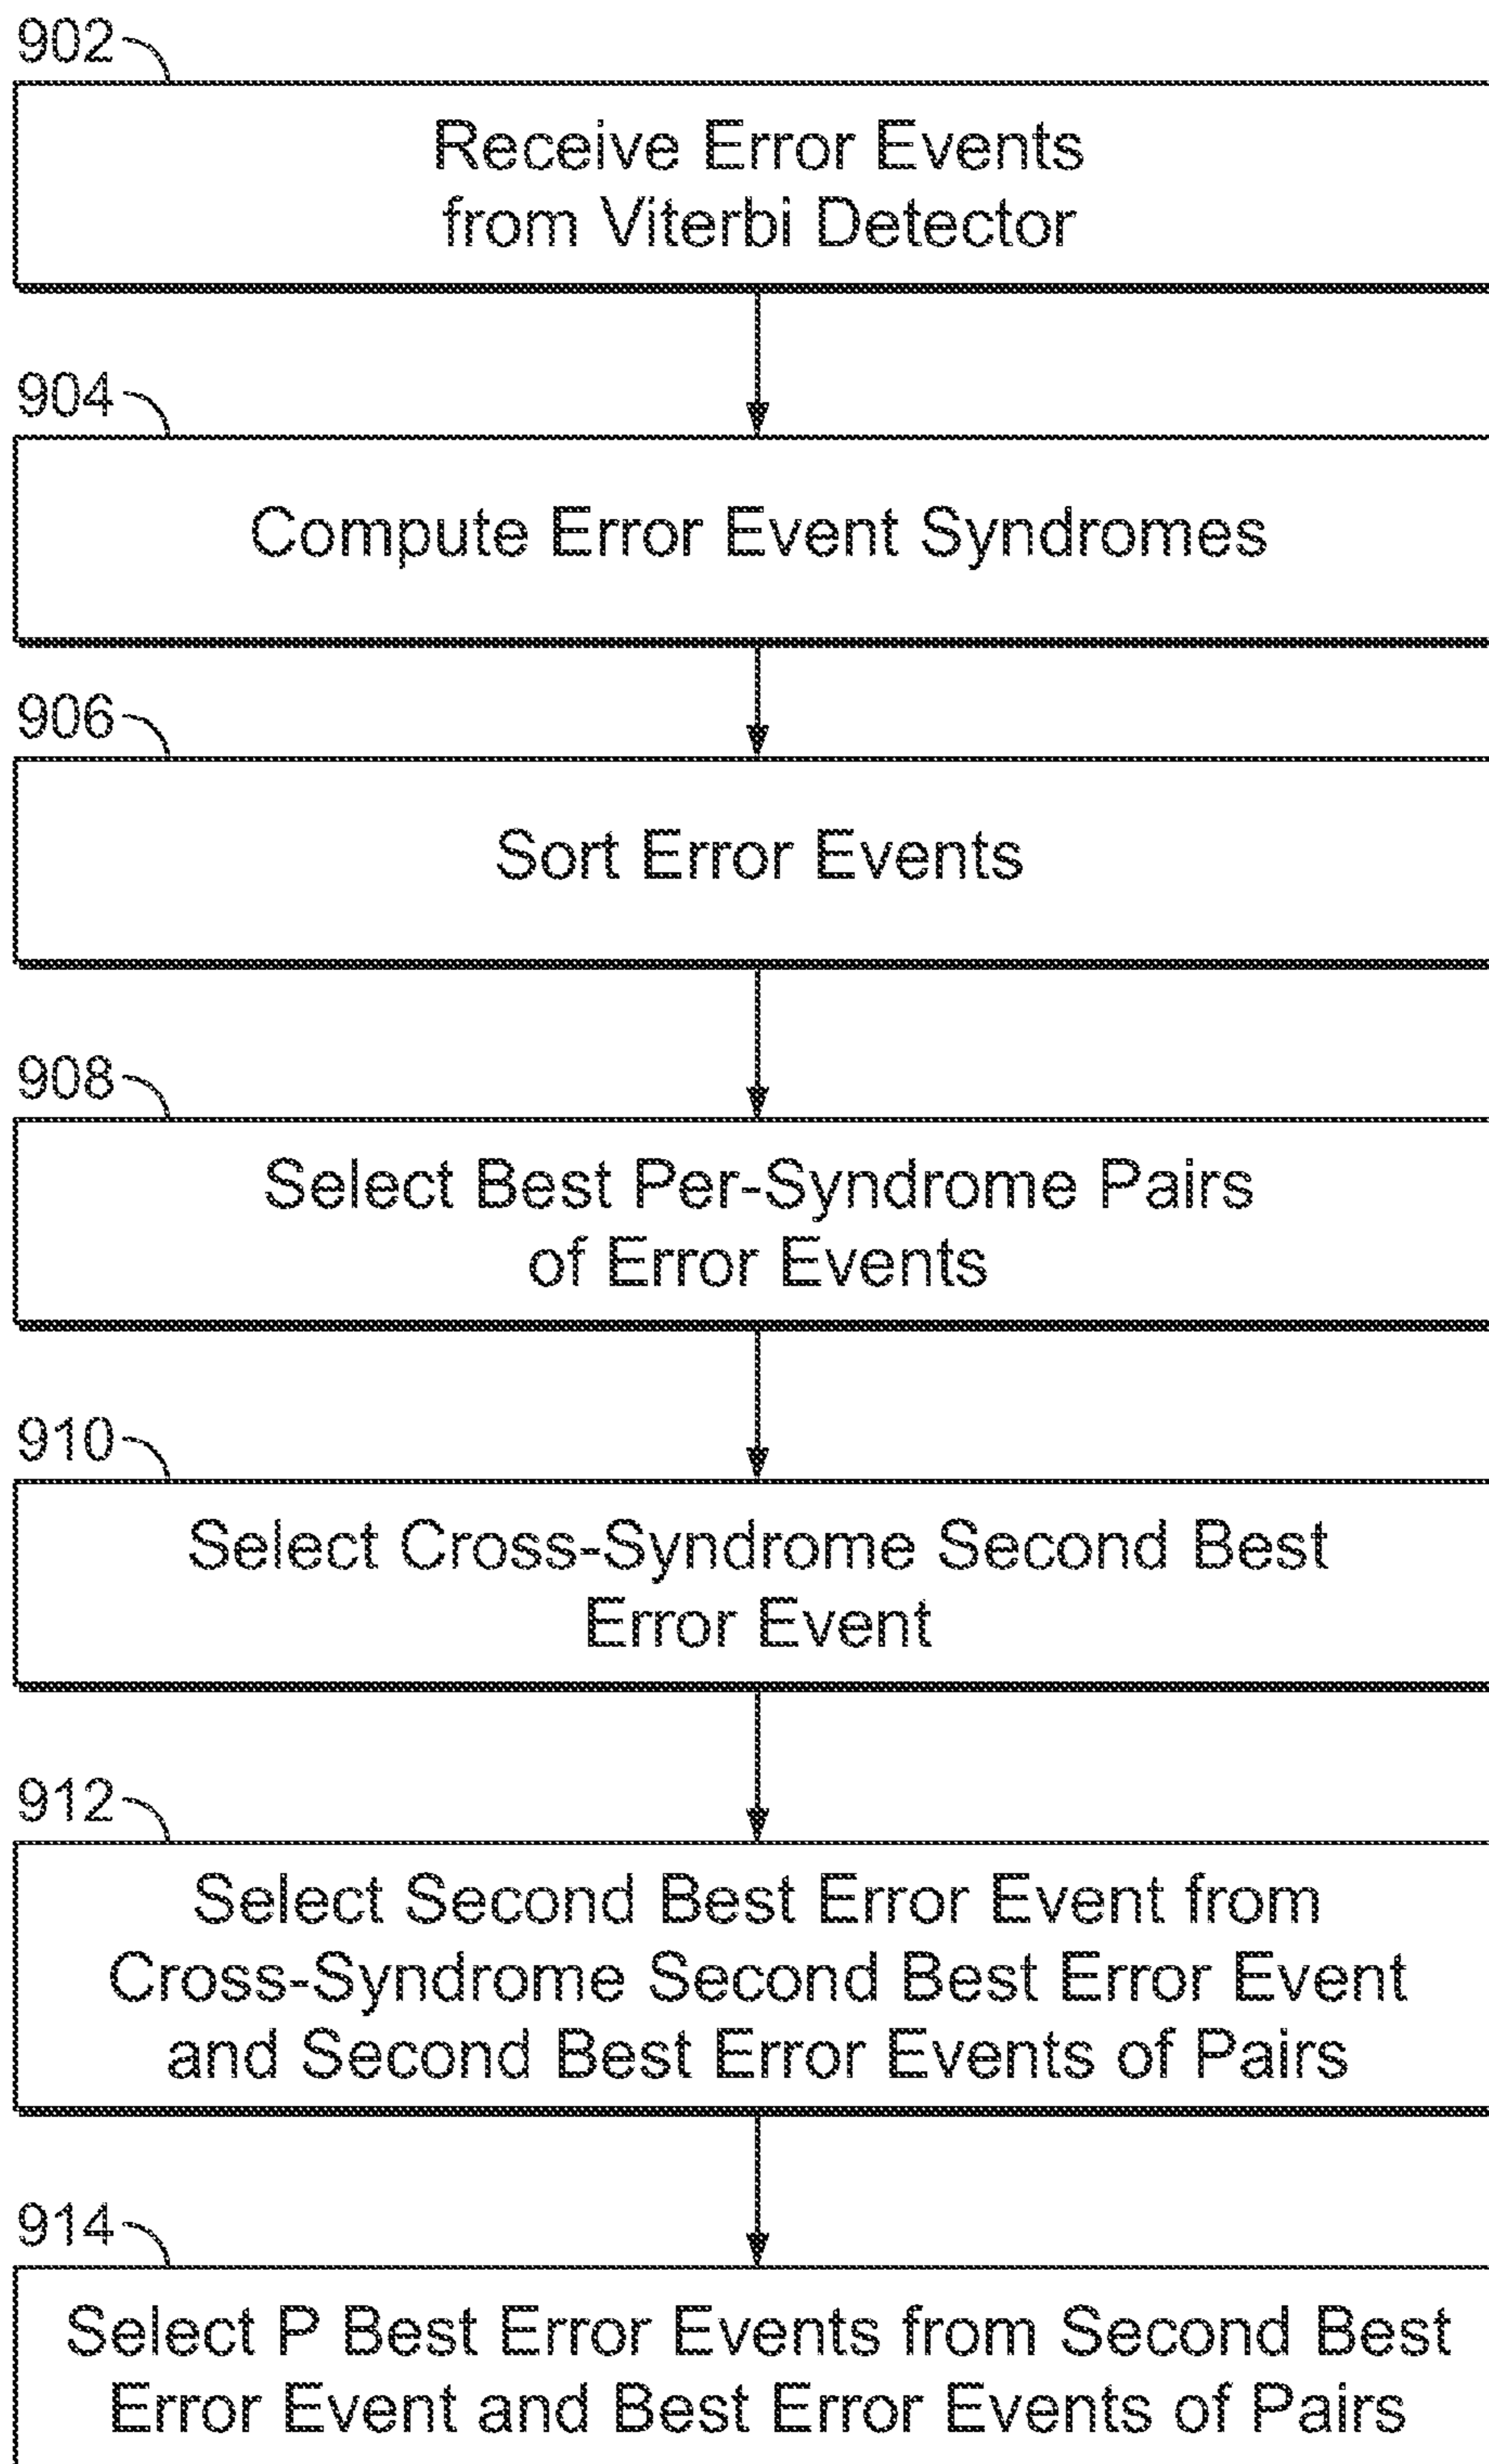 902
Receive Error Events
from Viterbi Detector
904
Compute Error Event Syndromes
906
Sort Error Events
908
Select Best Per-Syndrome Pairs
of Error Events
910
Select Cross-Syndrome Second Best
Error Event
912
Select Second Best Error Event from
Cross-Syndrome Second Best Error Event
and Second Best Error Events of Pairs
914
Select P Best Error Events from Second Best
Error Event and Best Error Events of Pairs